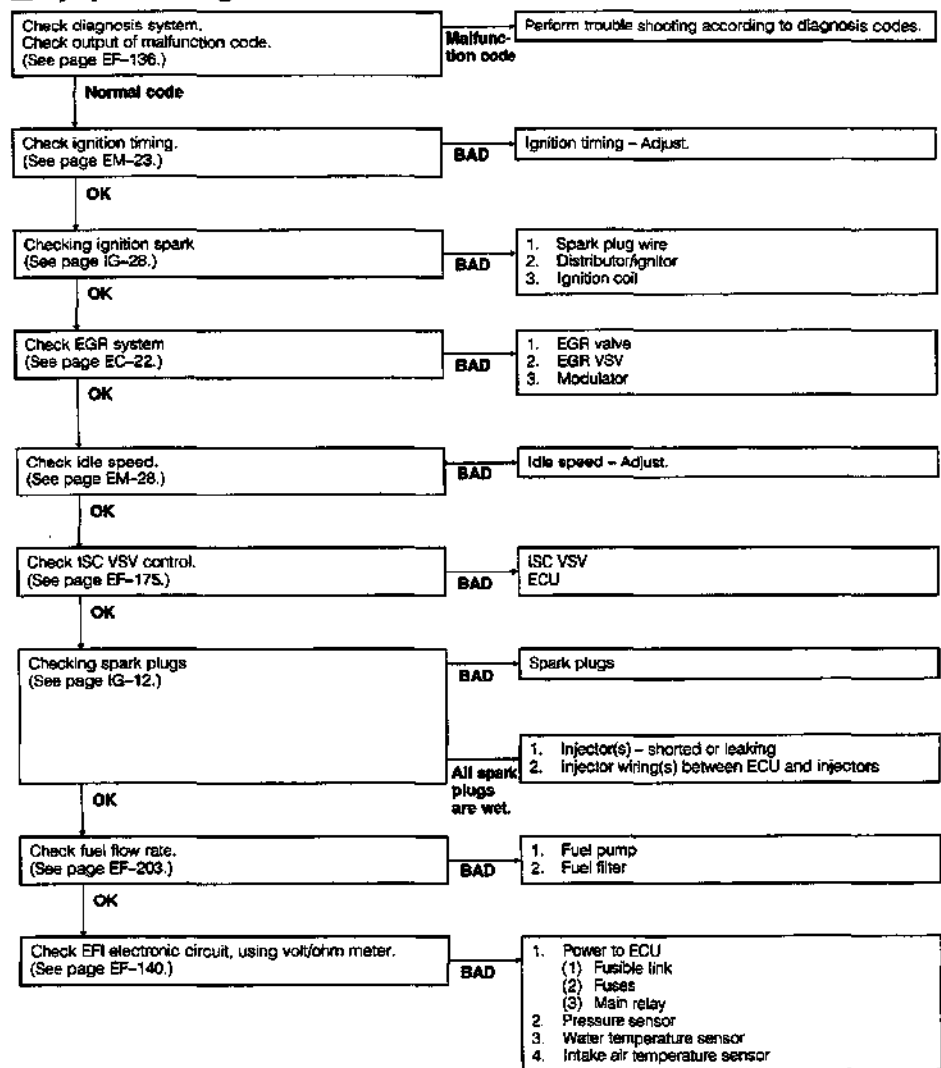 Check diagnosis system.
Check output of malfunction code.
(See page EF–136.)
Malfunc-
tion code
Perform trouble shooting according to diagnosis codes.
Normal code
Check ignition timing.
(See page EM–23.)
BAD
Ignition timing – Adjust.
OK
Checking ignition spark
(See page IG–28.)
BAD
1. Spark plug wire
2. Distributor/ignitor
3. Ignition coil
OK
Check EGR system
(See page EC–22.)
BAD
1. EGR valve
2. EGR VSV
3. Modulator
OK
Check idle speed.
(See page EM–28.)
BAD
Idle speed – Adjust.
OK
Check ISC VSV control.
(See page EF–175.)
BAD
ISC VSV
ECU
OK
Checking spark plugs
(See page IG–12.)
BAD
Spark plugs
All spark
plugs
are wet.
1. Injector(s) – shorted or leaking
2. Injector wiring(s) between ECU and injectors
OK
Check fuel flow rate.
(See page EF–203.)
BAD
1. Fuel pump
2. Fuel filter
OK
Check EFI electronic circuit, using volt/ohm meter.
(See page EF–140.)
BAD
1. Power to ECU
(1) Fusible link
(2) Fuses
(3) Main relay
2. Pressure sensor
3. Water temperature sensor
4. Intake air temperature sensor